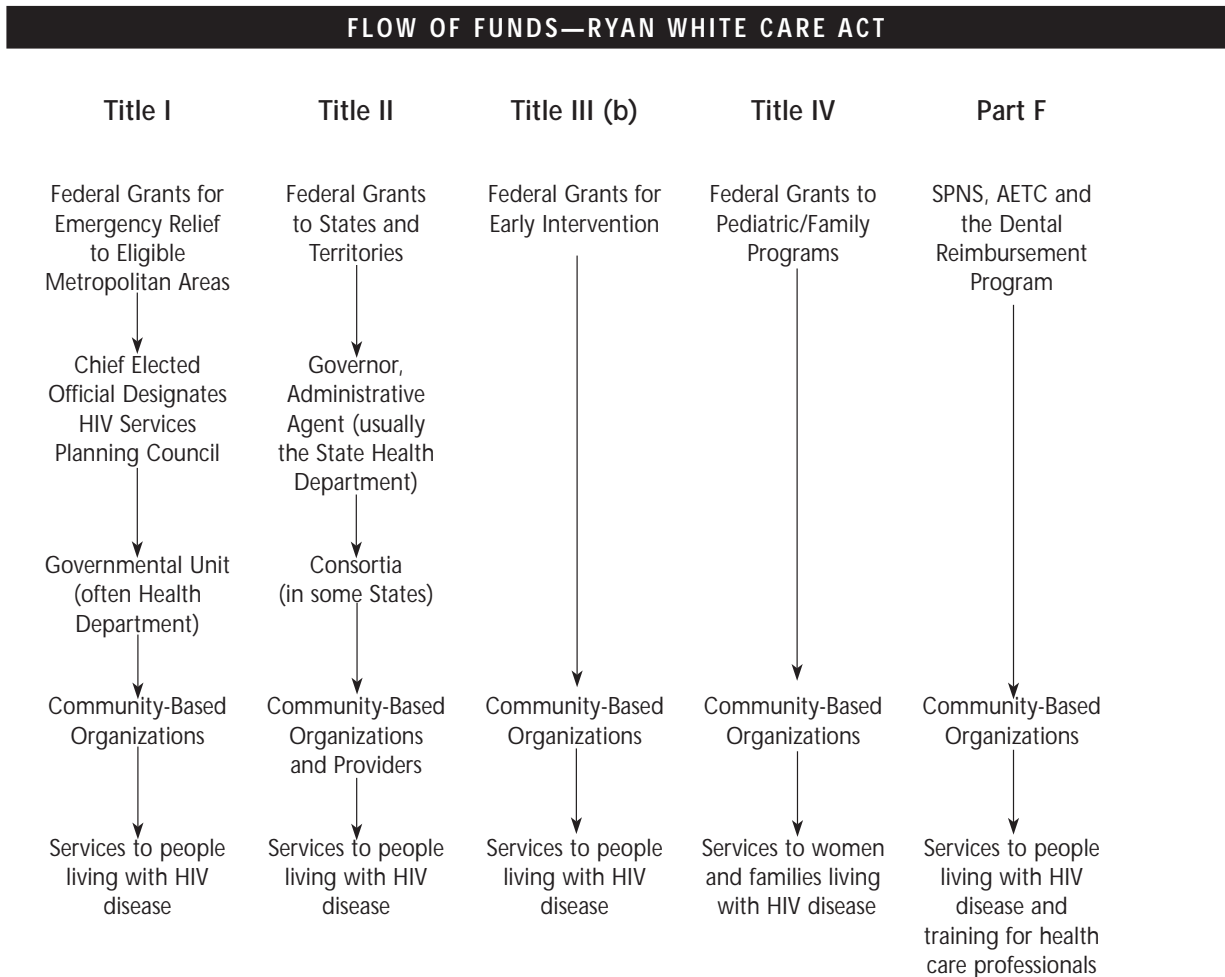 FLOW OF FUNDS—RYAN WHITE CARE ACT
Title I
Federal Grants for
Emergency Relief
to Eligible
Metropolitan Areas
Chief Elected
Official Designates
HIV Services
Planning Council
Governmental Unit
(often Health
Department)
Community-Based
Organizations
Services to people
living with HIV
disease
Title II
Federal Grants
to States and
Territories
Governor,
Administrative
Agent (usually
the State Health
Department)
Consortia
(in some States)
Community-Based
Organizations
and Providers
Services to people
living with HIV
disease
Title III (b)
Federal Grants for
Early Intervention
Community-Based
Organizations
Services to people
living with HIV
disease
Title IV
Federal Grants to
Pediatric/Family
Programs
Community-Based
Organizations
Services to women
and families living
with HIV disease
Part F
SPNS, AETC and
the Dental
Reimbursement
Program
Community-Based
Organizations
Services to people
living with HIV
disease and
training for health
care professionals